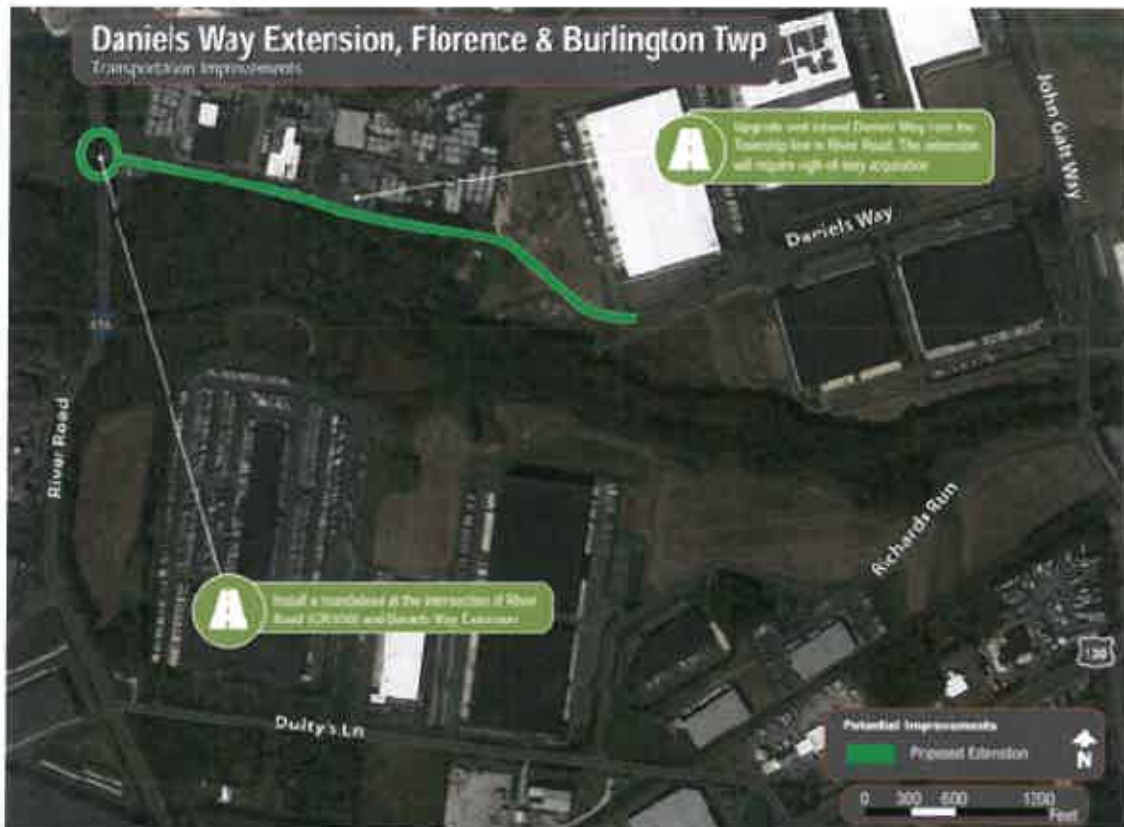 Daniels Way Extension, Florence & Burlington Twp
Transportation Improvements
Upgrade and extend Daniels Way from the
Township line to River Road. The extension
will require right-of-way acquisition
John Galt Way
Daniels Way
656
River Road
Richards Run
Install a roundabout at the intersection of River
Road and Daniels Way Extension
130
Dulty's Ln
Potential Improvements
Proposed Extension
N
0 300 600 1200
Feet